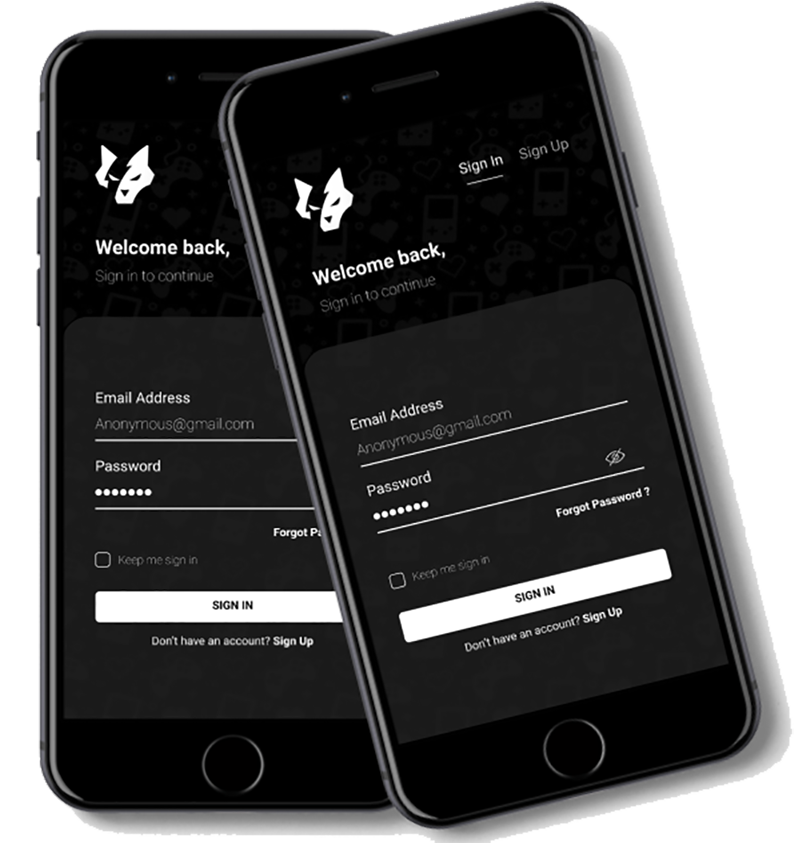 Welcome back,
Sign in to continue
Email Address
Anonymous@gmail.com
Password
Forgot Pa
Keep me sign in
SIGN IN
Don't have an account? Sign Up
Sign In Sign Up
Welcome back,
Sign in to continue
Email Address
Anonymous@gmail.com
Password
Forgot Password ?
Keep me sign in
SIGN IN
Don't have an account? Sign Up